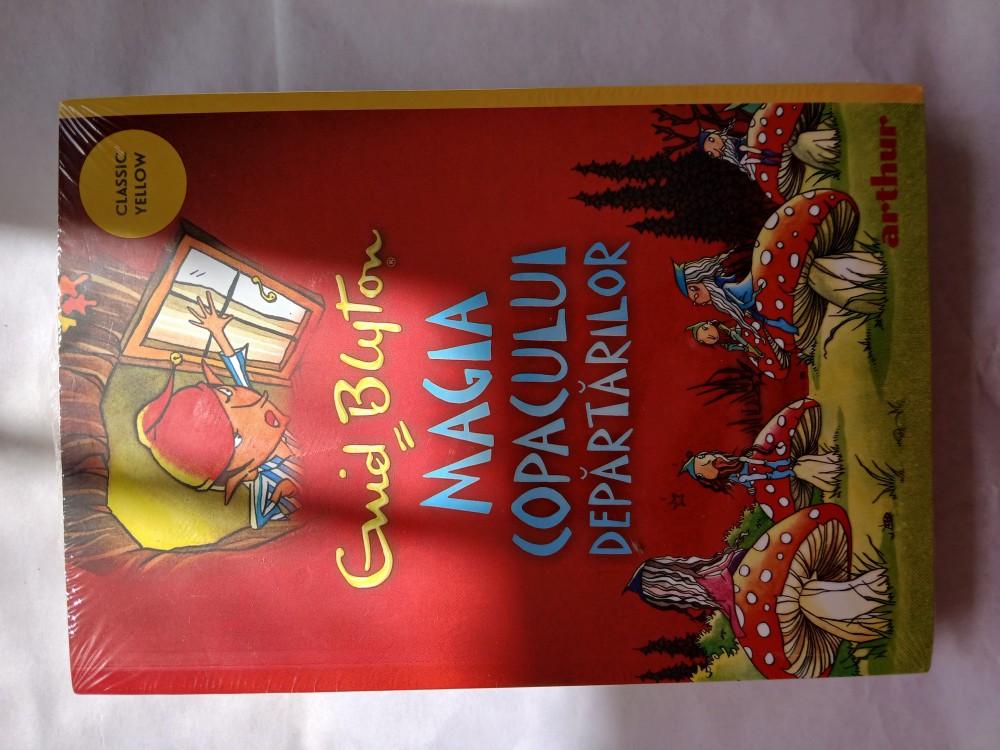 CLASSIC
YELLOW
Enid Blyton®
MAGIA
COPACULUI
DEPĂRTĂRILOR
arthur